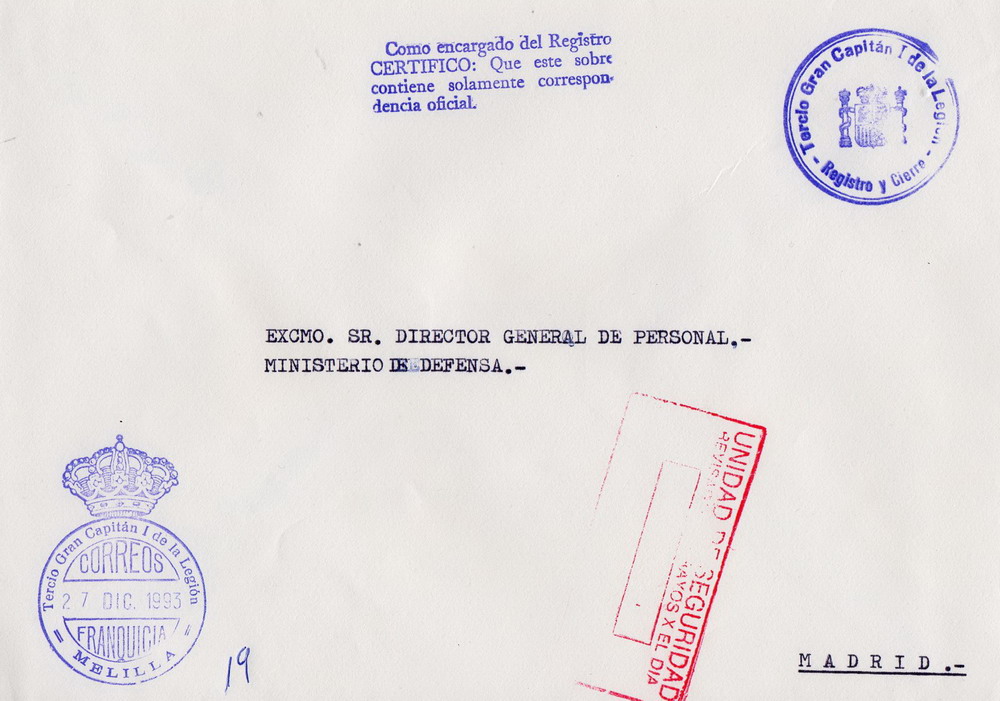 Como encargado del Registro
CERTIFICO: Que este sobre
contiene solamente correspon-
dencia oficial.
Tercio Gran Capitán I de la Legión
- Registro y Cierre -
EXCMO. SR. DIRECTOR GENERAL DE PERSONAL.-
MINISTERIO DE DEFENSA.-
Tercio Gran Capitán I de la Legión
CORREOS
27 DIC. 1993
FRANQUICIA
= MELILLA =
19
UNIDAD DE SEGURIDAD
REVISADO RAYOS X EL DIA
MADRID.-